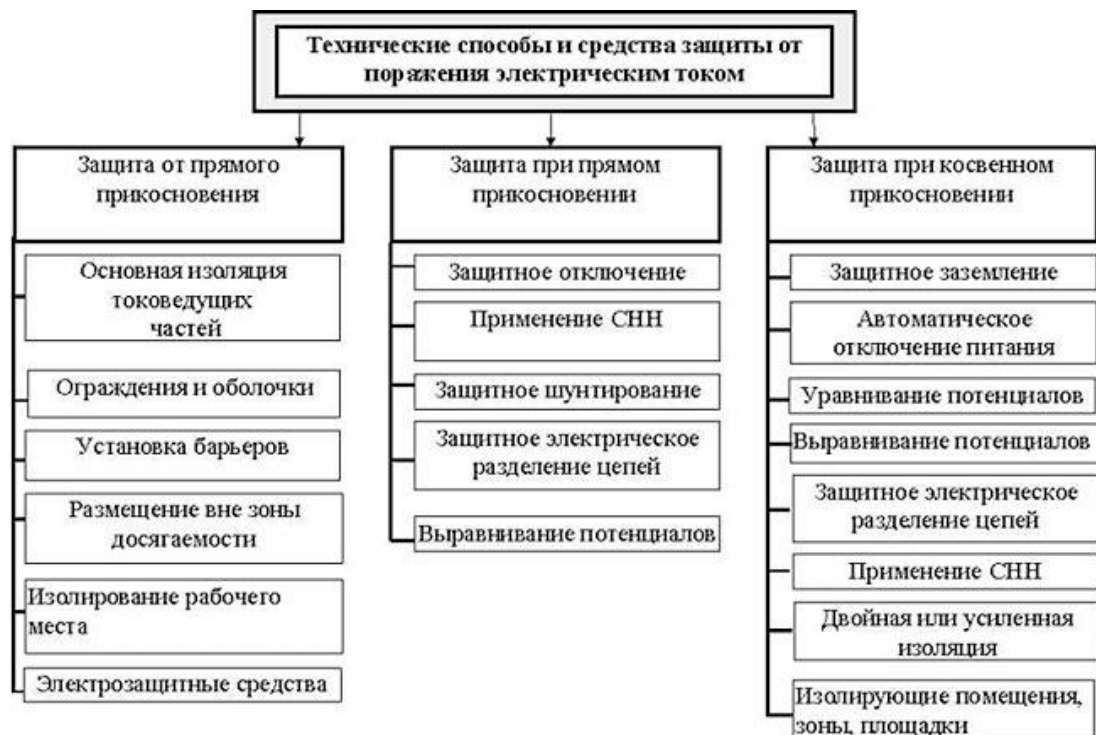 Технические способы и средства защиты от
поражения электрическим током
Защита от прямого
прикосновения
Основная изоляция
токоведущих
частей
Ограждения и оболочки
Установка барьеров
Размещение вне зоны
досягаемости
Изолирование рабочего
места
Электрозащитные средства
Защита при прямом
прикосновении
Защитное отключение
Применение СНН
Защитное шунтирование
Защитное электрическое
разделение цепей
Выравнивание потенциалов
Защита при косвенном
прикосновении
Защитное заземление
Автоматическое
отключение питания
Уравнивание потенциалов
Выравнивание потенциалов
Защитное электрическое
разделение цепей
Применение СНН
Двойная или усиленная
изоляция
Изолирующие помещения,
зоны, площадки